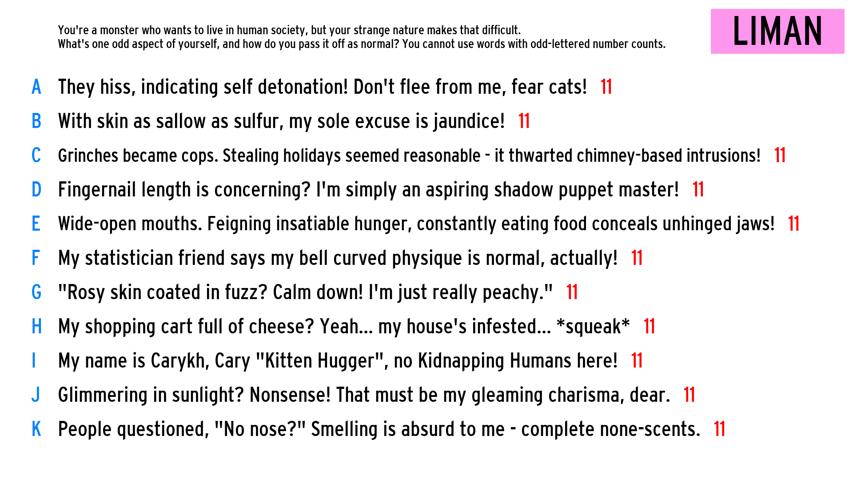 You're a monster who wants to live in human society, but your strange nature makes that difficult.
What's one odd aspect of yourself, and how do you pass it off as normal? You cannot use words with odd-lettered number counts.
LIMAN
A They hiss, indicating self detonation! Don't flee from me, fear cats! 11
B With skin as sallow as sulfur, my sole excuse is jaundice! 11
C Grinches became cops. Stealing holidays seemed reasonable - it thwarted chimney-based intrusions! 11
D Fingernail length is concerning? I'm simply an aspiring shadow puppet master! 11
E Wide-open mouths. Feigning insatiable hunger, constantly eating food conceals unhinged jaws! 11
F My statistician friend says my bell curved physique is normal, actually! 11
G "Rosy skin coated in fuzz? Calm down! I'm just really peachy." 11
H My shopping cart full of cheese? Yeah... my house's infested... *squeak* 11
I My name is Carykh, Cary "Kitten Hugger", no Kidnapping Humans here! 11
J Glimmering in sunlight? Nonsense! That must be my gleaming charisma, dear. 11
K People questioned, "No nose?" Smelling is absurd to me - complete none-scents. 11